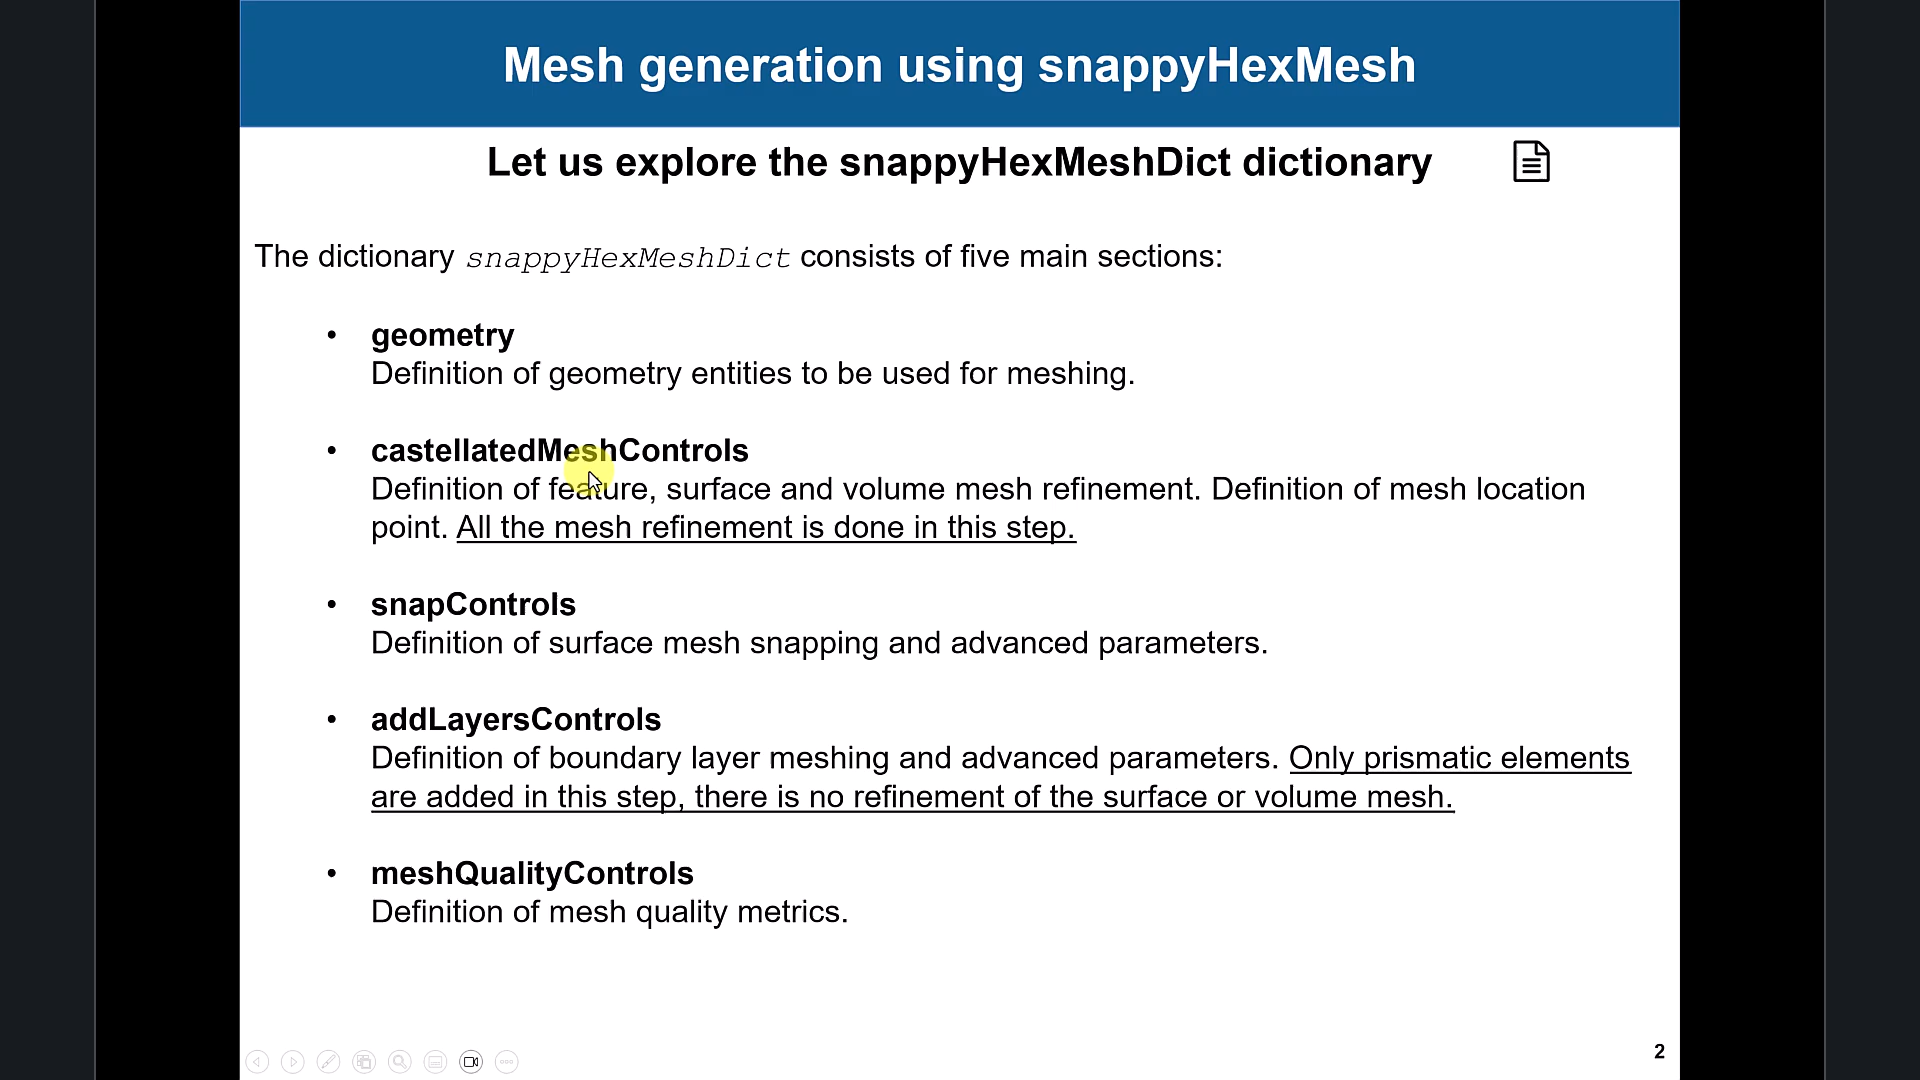 Mesh generation using snappyHexMesh
Let us explore the snappyHexMeshDict dictionary
The dictionary snappyHexMeshDict consists of five main sections:
• geometry
Definition of geometry entities to be used for meshing.
• castellatedMeshControls
Definition of feature, surface and volume mesh refinement. Definition of mesh location
point. All the mesh refinement is done in this step.
• snapControls
Definition of surface mesh snapping and advanced parameters.
• addLayersControls
Definition of boundary layer meshing and advanced parameters. Only prismatic elements
are added in this step, there is no refinement of the surface or volume mesh.
• meshQualityControls
Definition of mesh quality metrics.
2